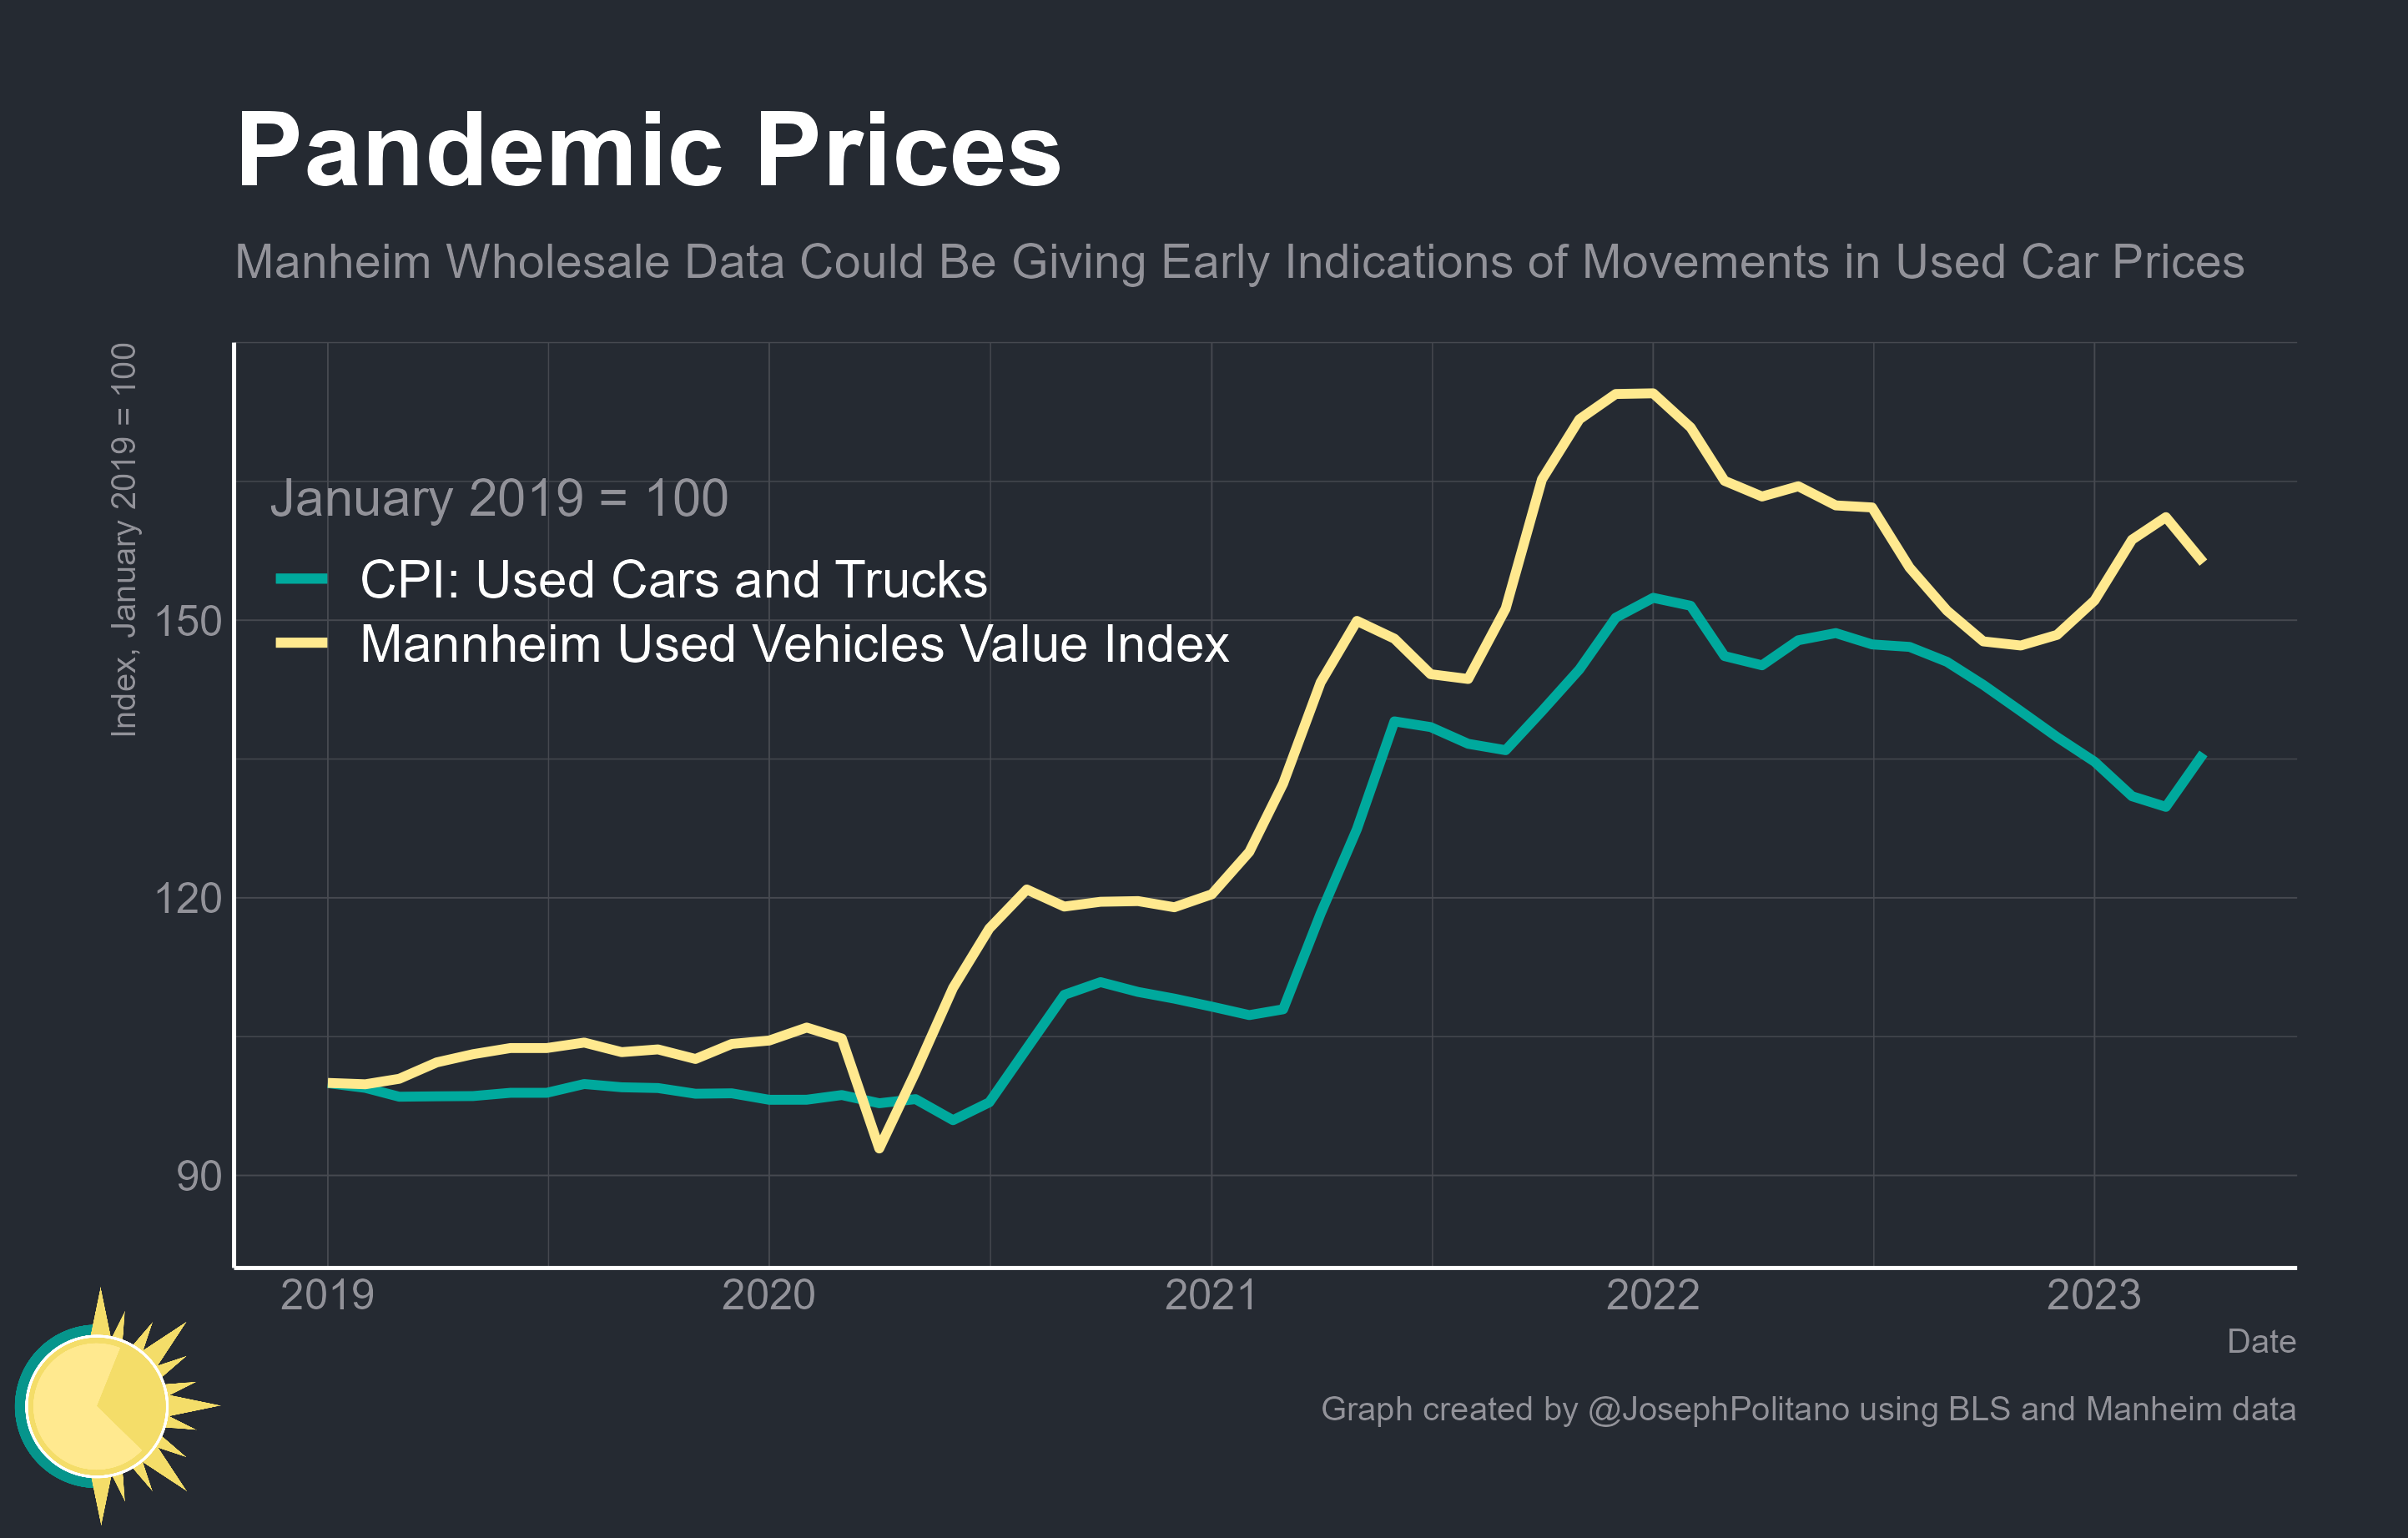 Pandemic Prices
Manheim Wholesale Data Could Be Giving Early Indications of Movements in Used Car Prices
Index, January 2019 = 100
January 2019 = 100
CPI: Used Cars and Trucks
Mannheim Used Vehicles Value Index
150
120
90
2019 2020 2021 2022 2023
Date
Graph created by @JosephPolitano using BLS and Manheim data